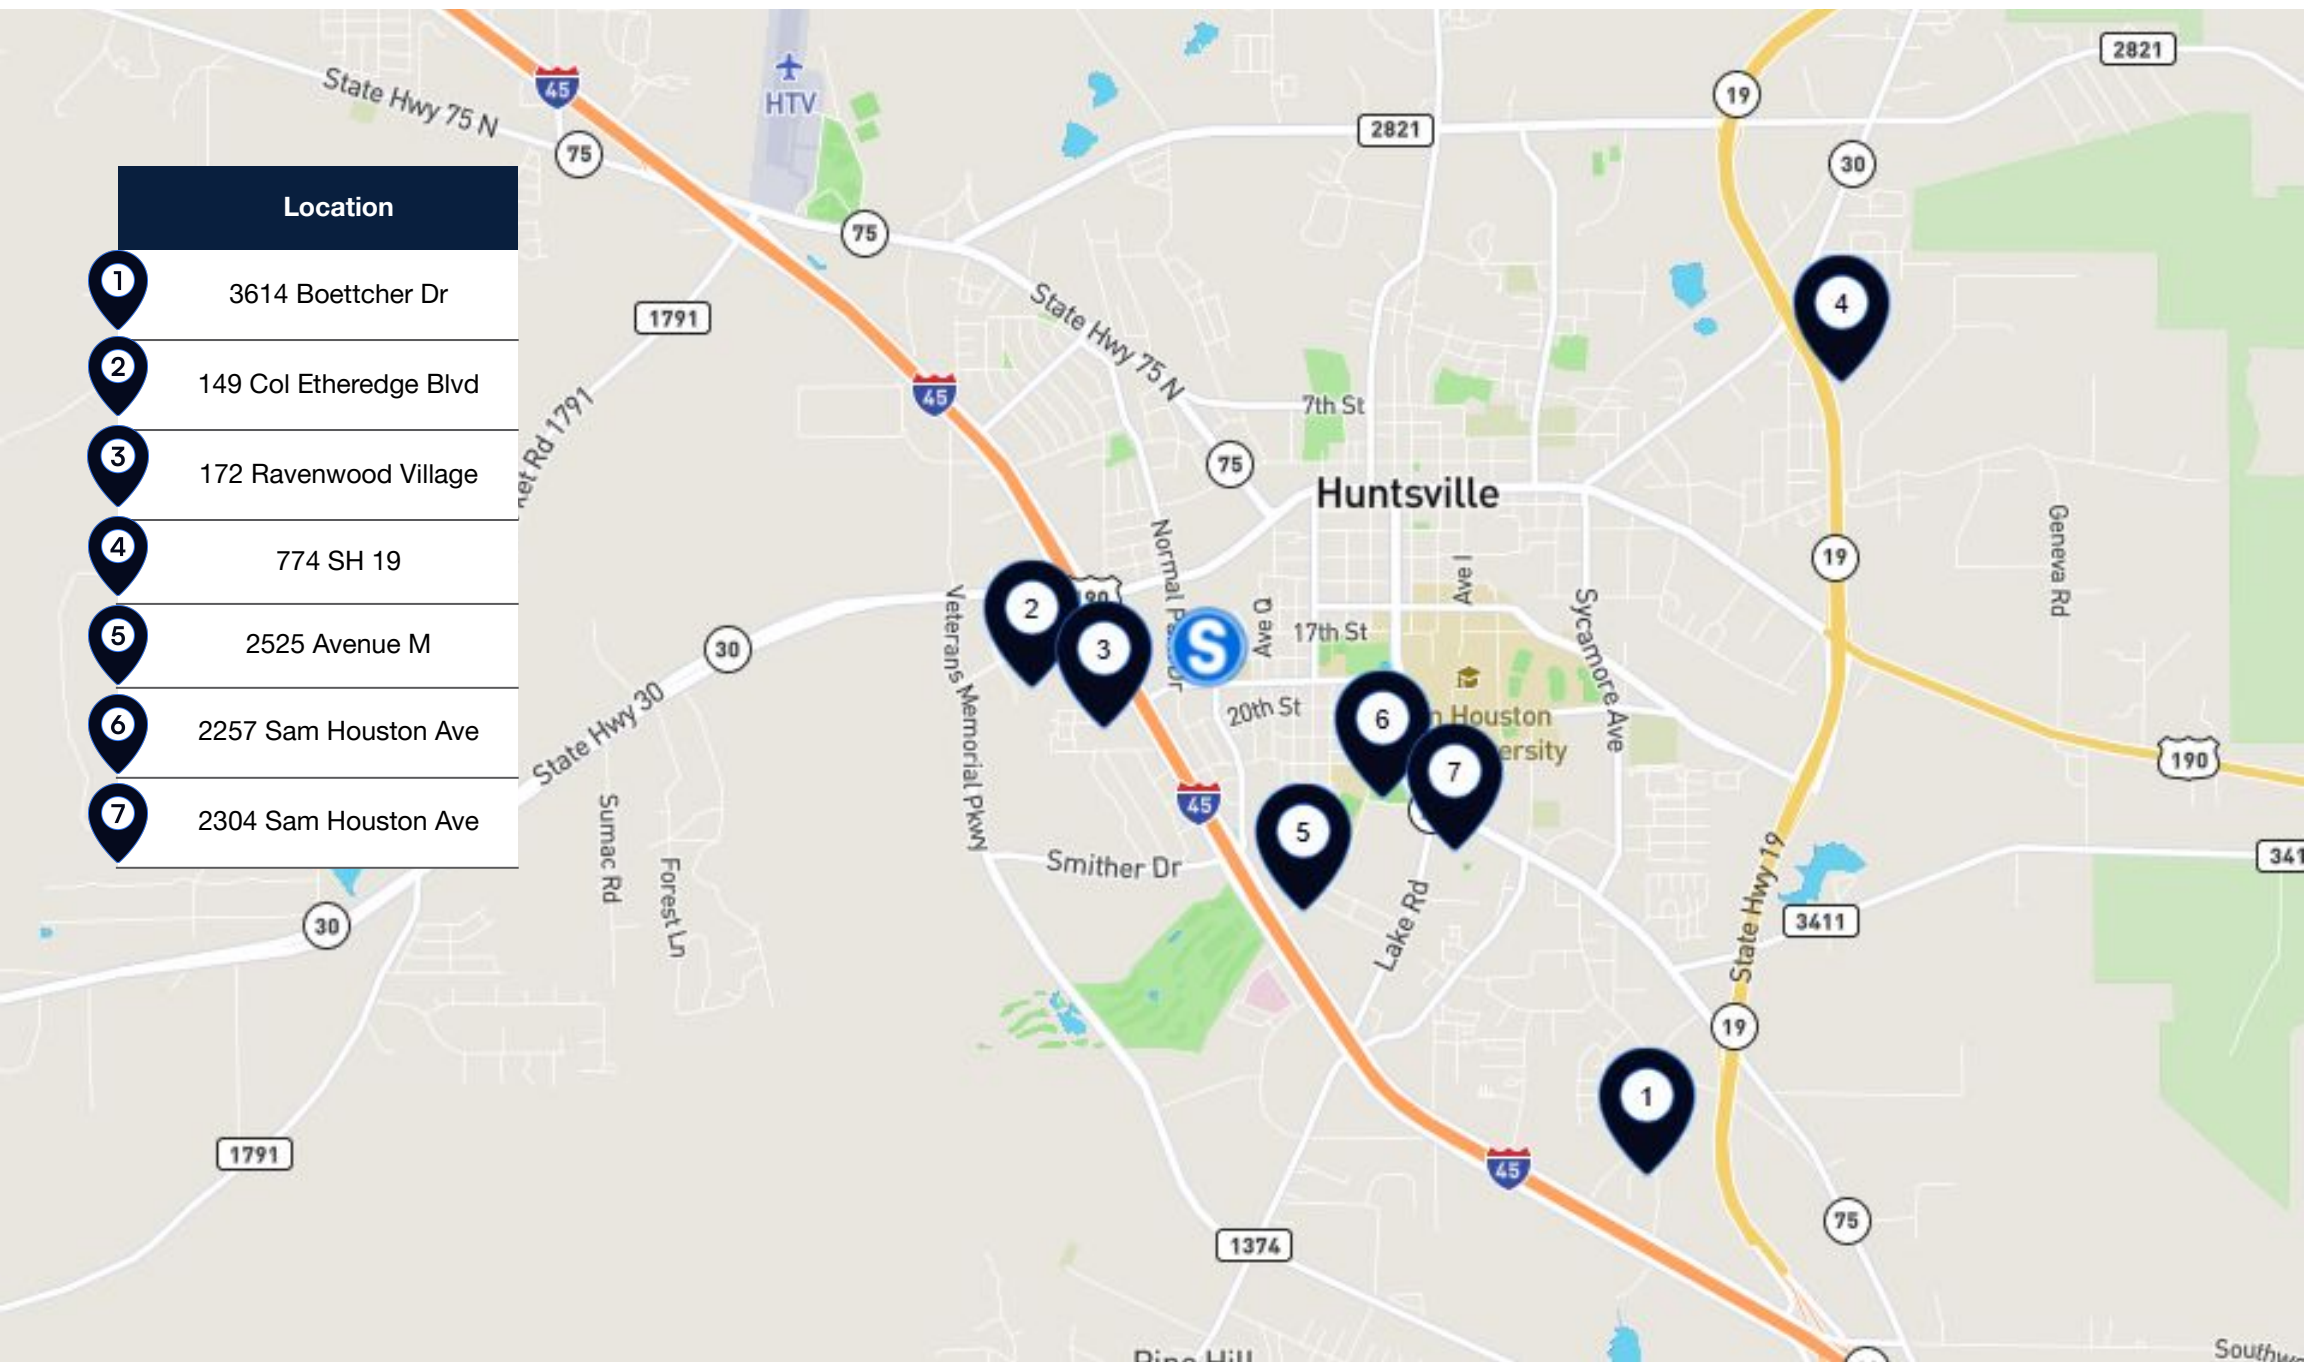 Location
1
3614 Boettcher Dr
2
149 Col Etheredge Blvd
3
172 Ravenwood Village
4
774 SH 19
5
2525 Avenue M
6
2257 Sam Houston Ave
7
2304 Sam Houston Ave
State Hwy 75 N
45
75
HTV
75
2821
19
2821
30
1791
State Hwy 75 N
4
45
Rd 1791
7th St
75
Huntsville
Normal
Dr
Ave I
Geneva Rd
19
2
190
3
S
Ave Q
17th St
Sycamore Ave
Veterans Memorial Pkwy
30
State Hwy 30
20th St
6
Houston
7
190
45
5
Sumac Rd
Forest Ln
Smither Dr
Lake Rd
State Hwy 19
341
3411
30
19
1
1791
45
75
1374